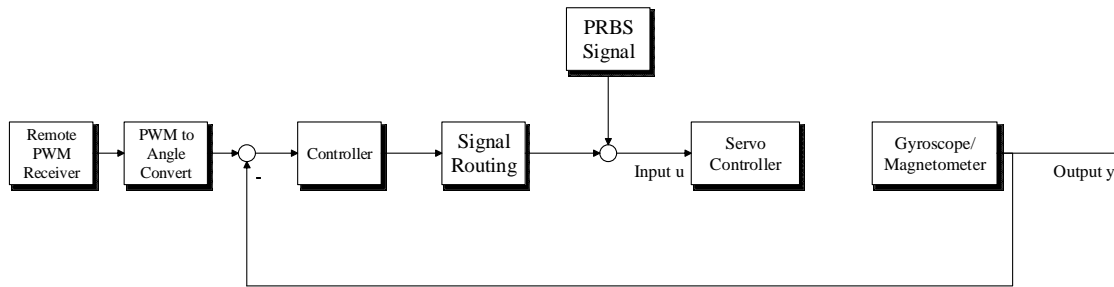 PRBS
Signal
Remote
PWM
Receiver
PWM to
Angle
Convert
-
Controller
Signal
Routing
Input u
Servo
Controller
Gyroscope/
Magnetometer
Output y